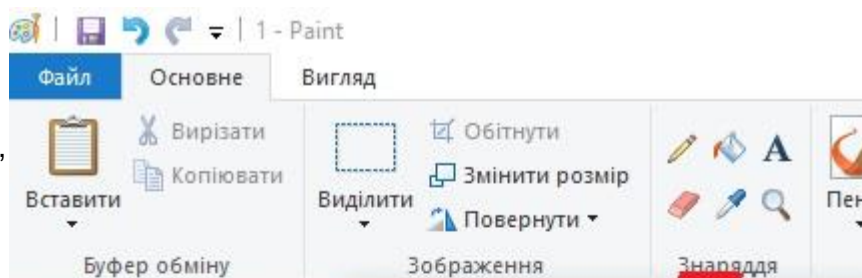 1 - Paint
Файл Основне Вигляд
Вставити
Вирізати
Копіювати
Буфер обміну
Виділити
Обітнути
Змінити розмір
Повернути
Зображення
A
Знаряддя
,